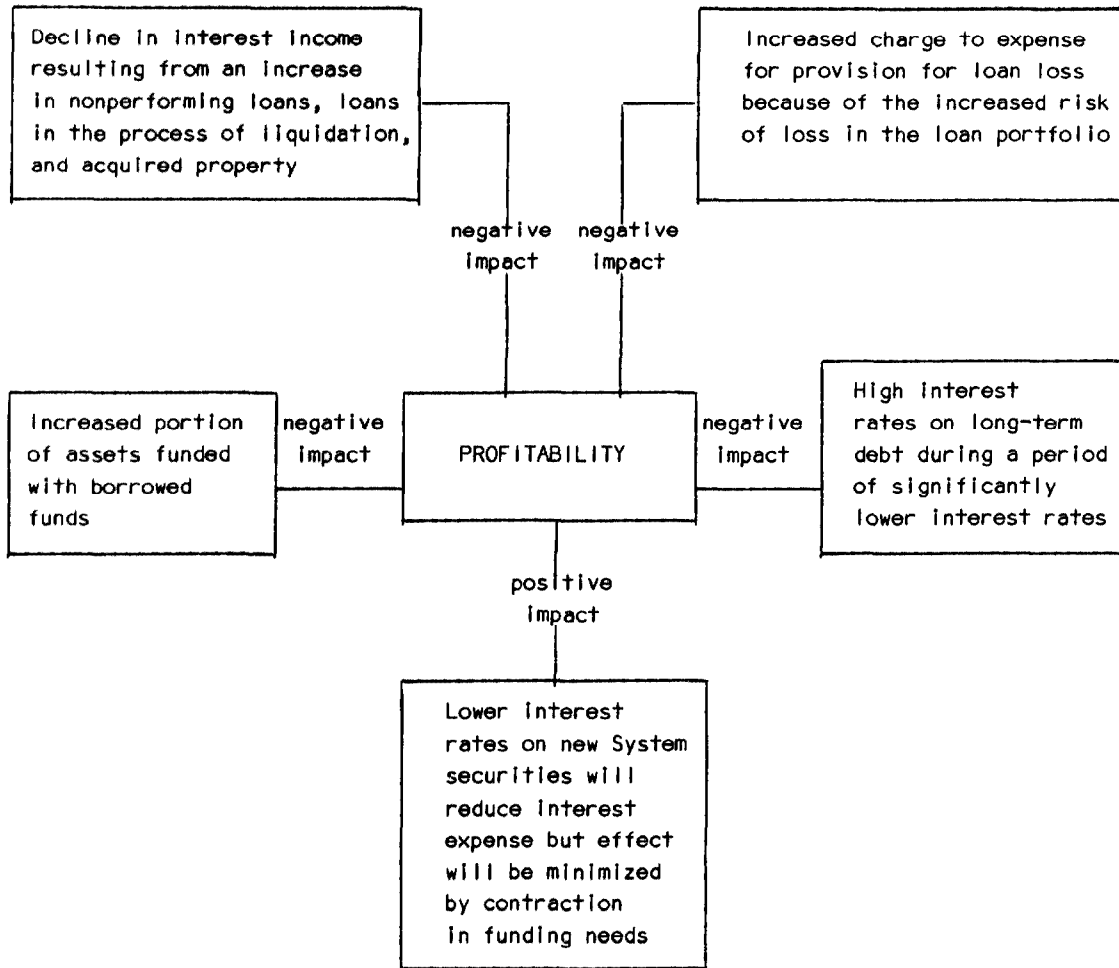 Decline in interest income
resulting from an increase
in nonperforming loans, loans
in the process of liquidation,
and acquired property
Increased charge to expense
for provision for loan loss
because of the increased risk
of loss in the loan portfolio
negative
impact
negative
impact
Increased portion
of assets funded
with borrowed
funds
negative
impact
PROFITABILITY
negative
impact
High interest
rates on long-term
debt during a period
of significantly
lower interest rates
positive
impact
Lower interest
rates on new System
securities will
reduce interest
expense but effect
will be minimized
by contraction
in funding needs